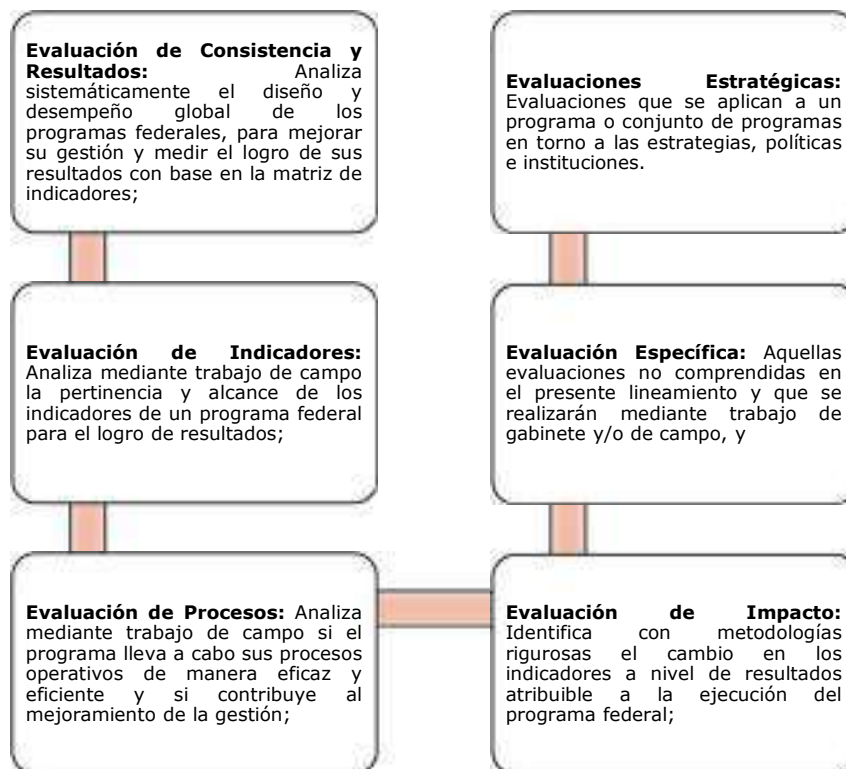 Evaluación de Consistencia y
Resultados: Analiza
sistemáticamente el diseño y
desempeño global de los
programas federales, para mejorar
su gestión y medir el logro de sus
resultados con base en la matriz de
indicadores;
Evaluación de Indicadores:
Analiza mediante trabajo de campo
la pertinencia y alcance de los
indicadores de un programa federal
para el logro de resultados;
Evaluación de Procesos: Analiza
mediante trabajo de campo si el
programa lleva a cabo sus procesos
operativos de manera eficaz y
eficiente y si contribuye al
mejoramiento de la gestión;
Evaluación de Impacto:
Identifica con metodologías
rigurosas el cambio en los
indicadores a nivel de resultados
atribuible a la ejecución del
programa federal;
Evaluación Específica: Aquellas
evaluaciones no comprendidas en
el presente lineamiento y que se
realizarán mediante trabajo de
gabinete y/o de campo, y
Evaluaciones Estratégicas:
Evaluaciones que se aplican a un
programa o conjunto de programas
en torno a las estrategias, políticas
e instituciones.